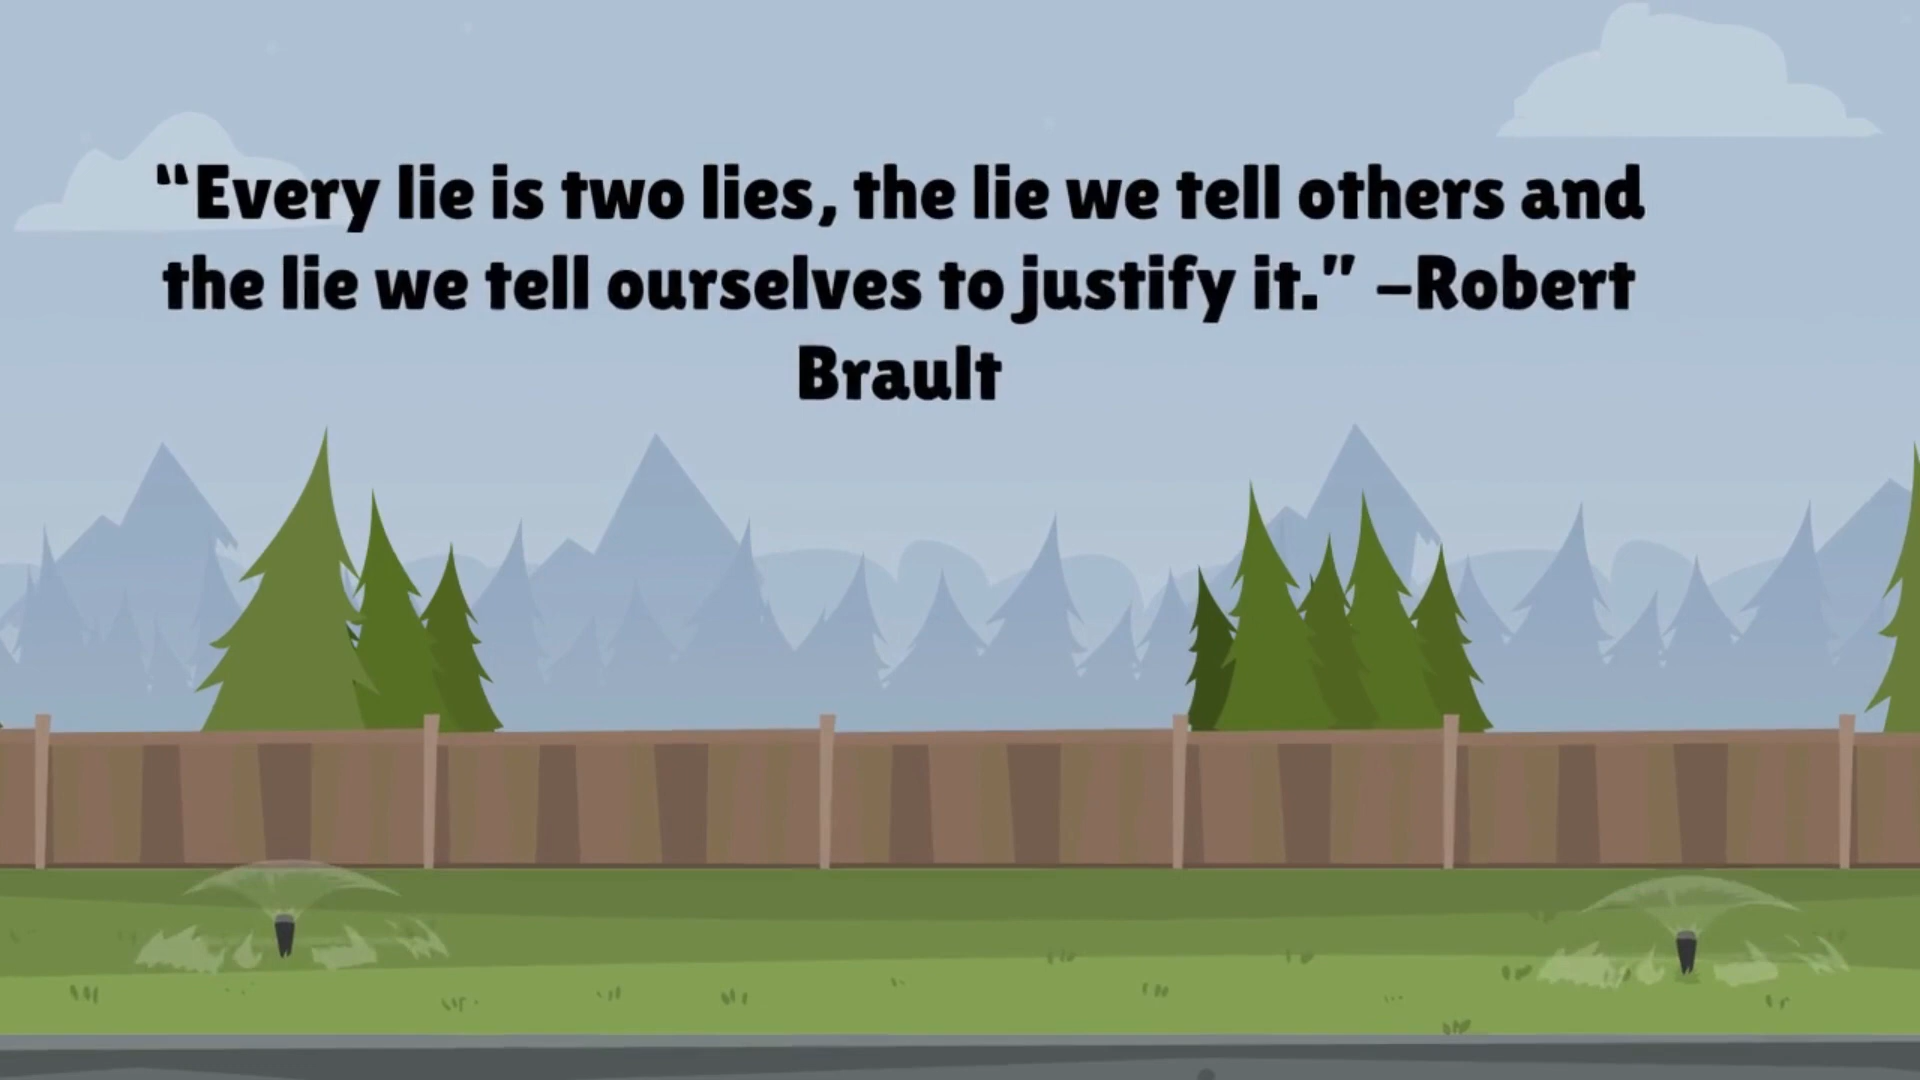 “Every lie is two lies, the lie we tell others and
the lie we tell ourselves to justify it.” –Robert
Brault